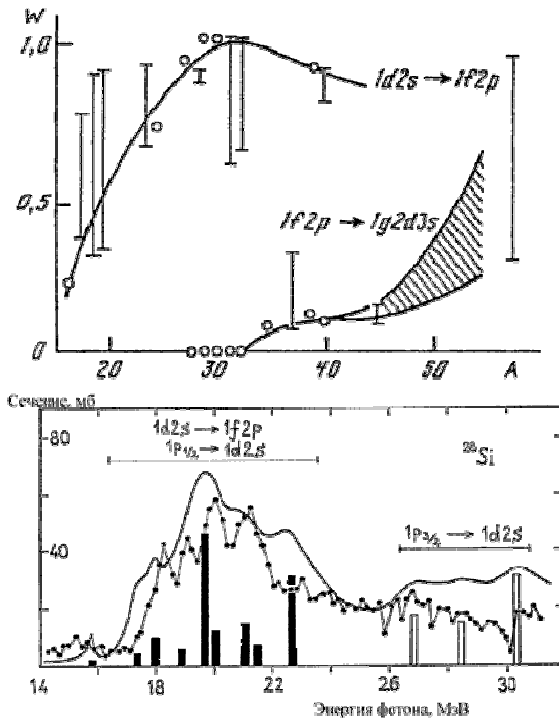 W
1,0
1d2s → 1f2p
0,5
1f2p → 1g2d3s
0
20 30 40 50 A
Сечение, мб
80
1d2s → 1f2p
1p₁/₂ → 1d2s
²⁸Si
1p₃/₂ → 1d2s
40
14 18 22 26 30
Энергия фотона, МэВ